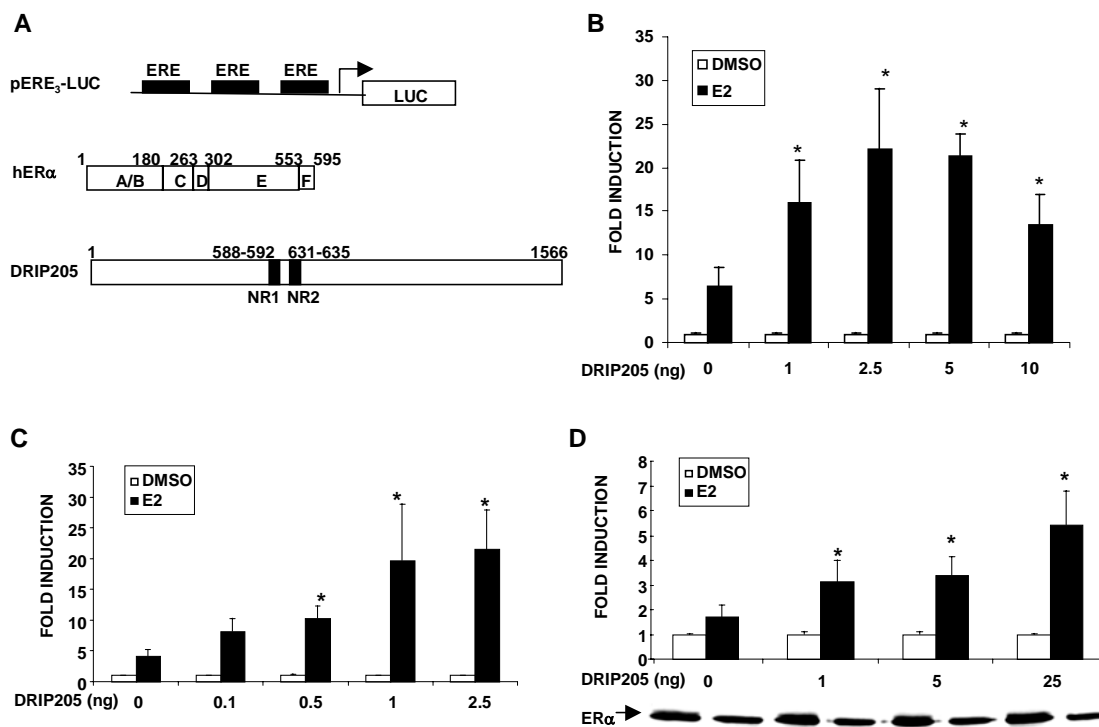 A
ERE ERE ERE
pERE3-LUC
LUC
1 180 263 302 553 595
hERα
A/B C D E F
1 588-592 631-635 1566
DRIP205
NR1 NR2
B
35
30
25
20
15
10
5
0
FOLD INDUCTION
DMSO
E2
* * * *
DRIP205 (ng) 0 1 2.5 5 10
C
35
30
25
20
15
10
5
0
FOLD INDUCTION
DMSO
E2
* * *
DRIP205 (ng) 0 0.1 0.5 1 2.5
D
8
7
6
5
4
3
2
1
0
FOLD INDUCTION
DMSO
E2
* * *
DRIP205 (ng) 0 1 5 25
ERα